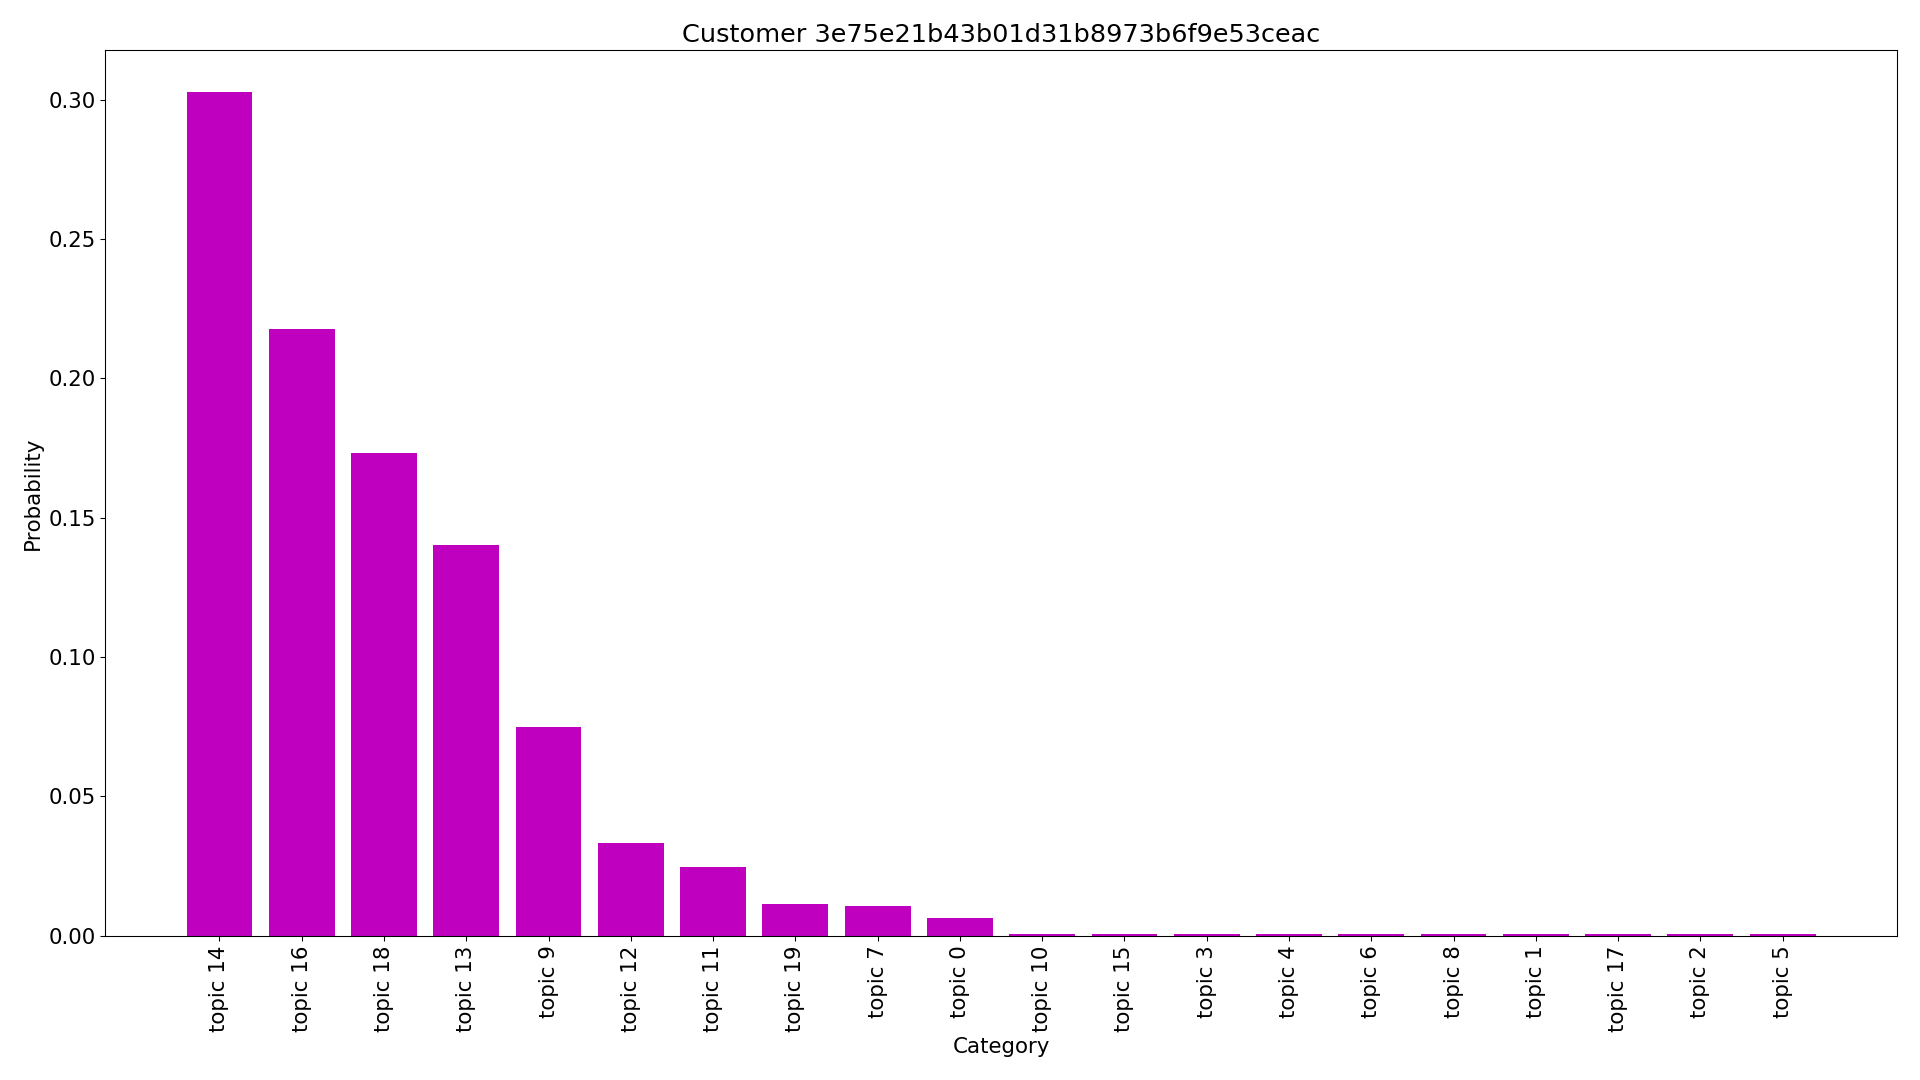 Customer 3e75e21b43b01d31b8973b6f9e53ceac
Probability
0.30
0.25
0.20
0.15
0.10
0.05
0.00
topic 14
topic 16
topic 18
topic 13
topic 9
topic 12
topic 11
topic 19
topic 7
topic 0
topic 10
topic 15
topic 3
topic 4
topic 6
topic 8
topic 1
topic 17
topic 2
topic 5
Category